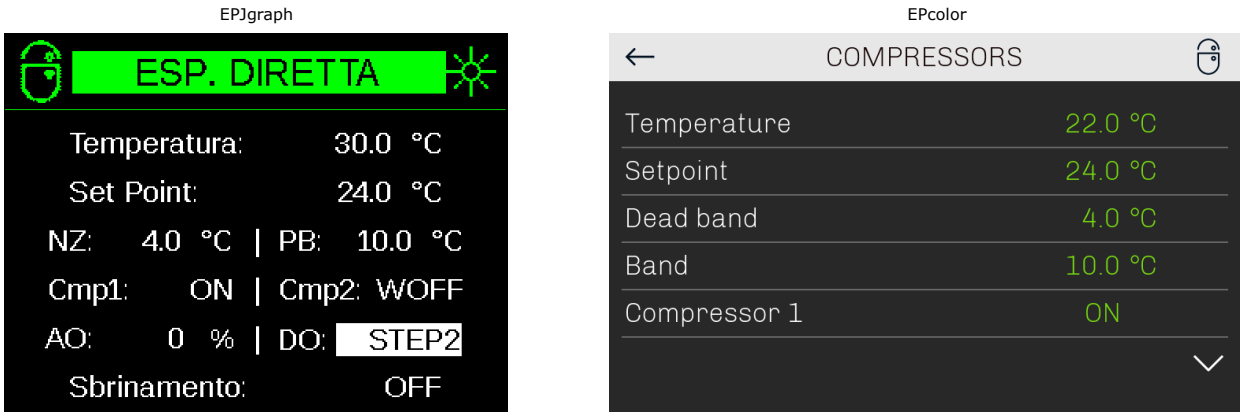 EPJgraph
ESP. DIRETTA
Temperatura: 30.0 °C
Set Point: 24.0 °C
NZ: 4.0 °C | PB: 10.0 °C
Cmp1: ON | Cmp2: WOFF
AO: 0 % | DO: STEP2
Sbrinamento: OFF
EPcolor
COMPRESSORS
Temperature 22.0 °C
Setpoint 24.0 °C
Dead band 4.0 °C
Band 10.0 °C
Compressor 1 ON